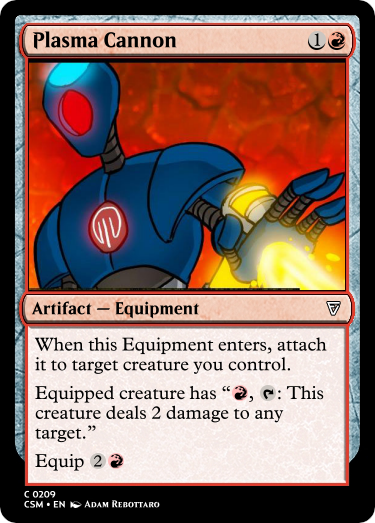 Plasma Cannon 1
Artifact — Equipment
When this Equipment enters, attach
it to target creature you control.
Equipped creature has “ , : This
creature deals 2 damage to any
target.”
Equip 2
C 0209
CSM • EN Adam Rebottaro